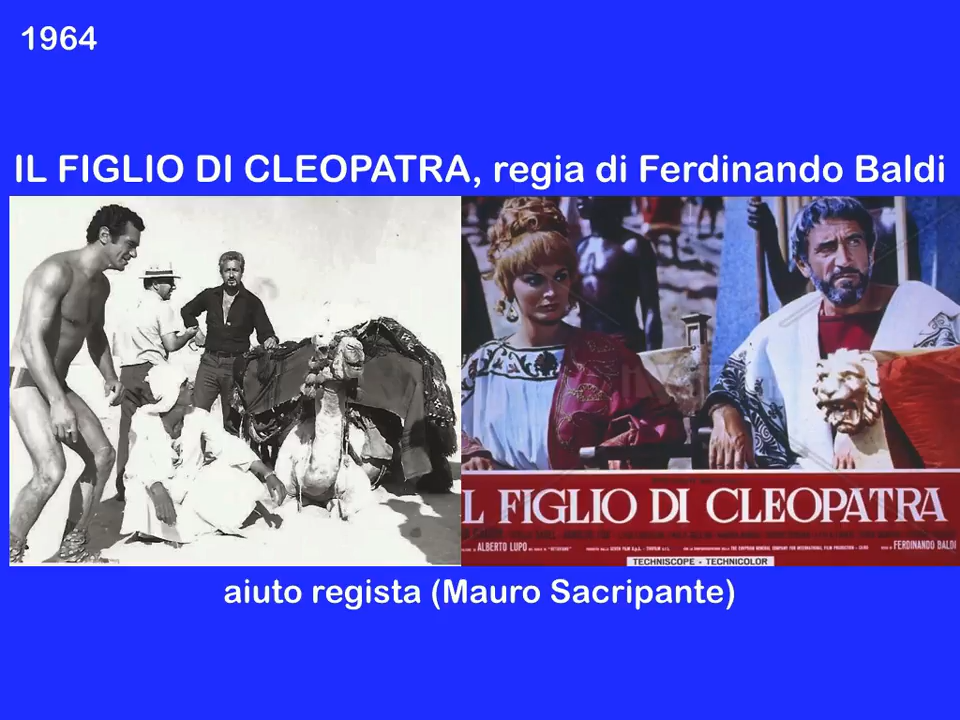 1964
IL FIGLIO DI CLEOPATRA, regia di Ferdinando Baldi
L FIGLIO DI CLEOPATRA
ALBERTO LUPO
FERDINANDO BALDI
TECHNISCOPE - TECHNICOLOR
aiuto regista (Mauro Sacripante)